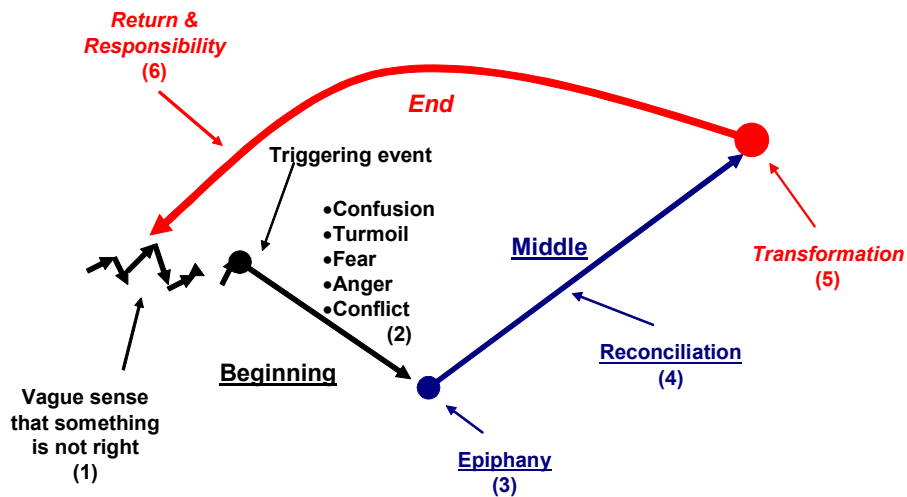 Return &
Responsibility
(6)
End
Triggering event
•Confusion
•Turmoil
•Fear
•Anger
•Conflict
(2)
Middle
Transformation
(5)
Reconciliation
(4)
Beginning
Vague sense
that something
is not right
(1)
Epiphany
(3)